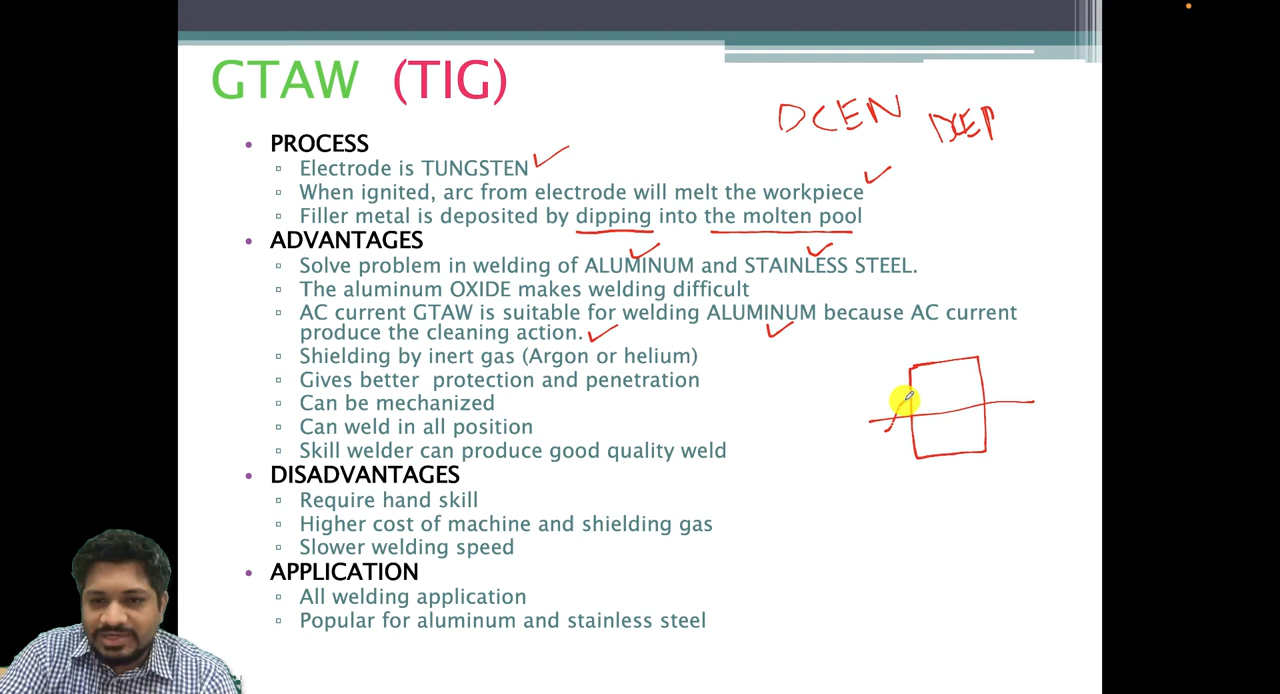 GTAW (TIG)
DCEN DCEP
PROCESS
Electrode is TUNGSTEN
When ignited, arc from electrode will melt the workpiece
Filler metal is deposited by dipping into the molten pool
ADVANTAGES
Solve problem in welding of ALUMINUM and STAINLESS STEEL.
The aluminum OXIDE makes welding difficult
AC current GTAW is suitable for welding ALUMINUM because AC current
produce the cleaning action.
Shielding by inert gas (Argon or helium)
Gives better protection and penetration
Can be mechanized
Can weld in all position
Skill welder can produce good quality weld
DISADVANTAGES
Require hand skill
Higher cost of machine and shielding gas
Slower welding speed
APPLICATION
All welding application
Popular for aluminum and stainless steel